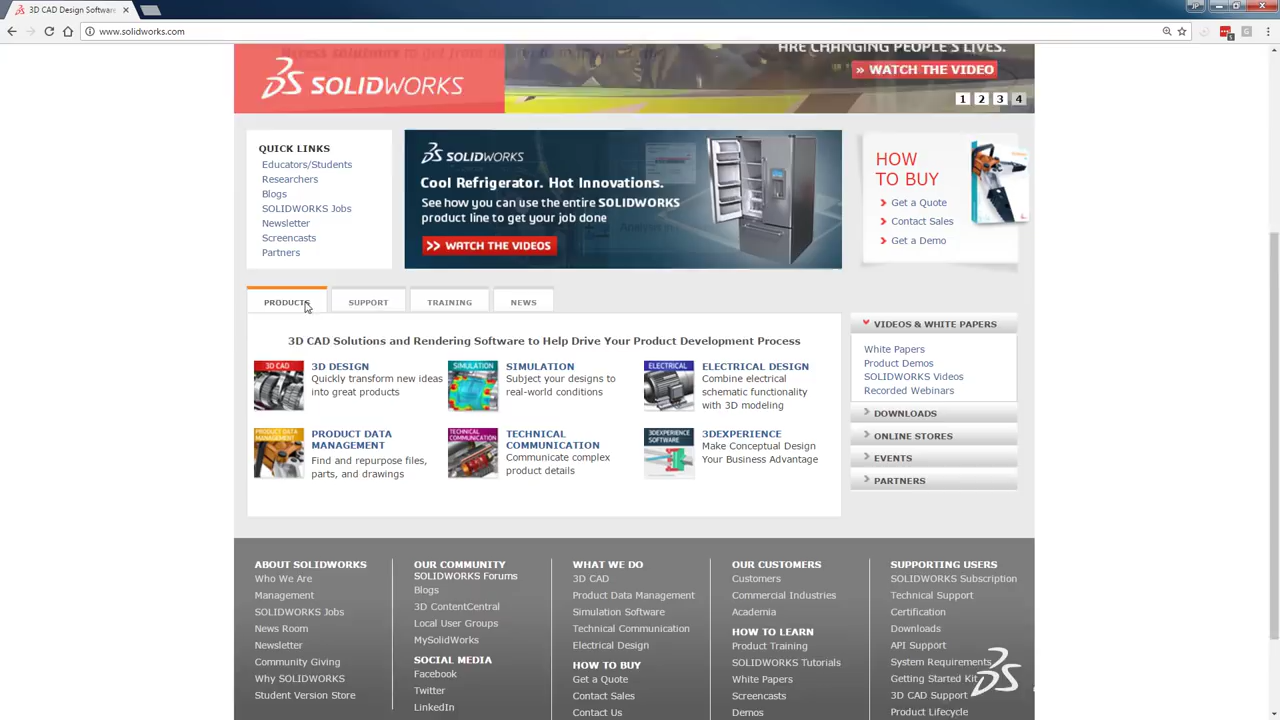 3D CAD Design Software
JP
www.solidworks.com
ARE CHANGING PEOPLE'S LIVES.
SOLIDWORKS
» WATCH THE VIDEO
1 2 3 4
QUICK LINKS
Educators/Students
Researchers
Blogs
SOLIDWORKS Jobs
Newsletter
Screencasts
Partners
SOLIDWORKS
Cool Refrigerator. Hot Innovations.
See how you can use the entire SOLIDWORKS
product line to get your job done
>> WATCH THE VIDEOS
HOW
TO BUY
Get a Quote
Contact Sales
Get a Demo
PRODUCTS SUPPORT TRAINING NEWS
3D CAD Solutions and Rendering Software to Help Drive Your Product Development Process
3D CAD
3D DESIGN
Quickly transform new ideas
into great products
SIMULATION
SIMULATION
Subject your designs to
real-world conditions
ELECTRICAL
ELECTRICAL DESIGN
Combine electrical
schematic functionality
with 3D modeling
PRODUCT DATA
MANAGEMENT
PRODUCT DATA
MANAGEMENT
Find and repurpose files,
parts, and drawings
TECHNICAL
COMMUNICATION
TECHNICAL
COMMUNICATION
Communicate complex
product details
3DEXPERIENCE
SOFTWARE
3DEXPERIENCE
Make Conceptual Design
Your Business Advantage
VIDEOS & WHITE PAPERS
White Papers
Product Demos
SOLIDWORKS Videos
Recorded Webinars
DOWNLOADS
ONLINE STORES
EVENTS
PARTNERS
ABOUT SOLIDWORKS
Who We Are
Management
SOLIDWORKS Jobs
News Room
Newsletter
Community Giving
Why SOLIDWORKS
Student Version Store
OUR COMMUNITY
SOLIDWORKS Forums
Blogs
3D ContentCentral
Local User Groups
MySolidWorks
SOCIAL MEDIA
Facebook
Twitter
LinkedIn
WHAT WE DO
3D CAD
Product Data Management
Simulation Software
Technical Communication
Electrical Design
HOW TO BUY
Get a Quote
Contact Sales
Contact Us
OUR CUSTOMERS
Customers
Commercial Industries
Academia
HOW TO LEARN
Product Training
SOLIDWORKS Tutorials
White Papers
Screencasts
Demos
SUPPORTING USERS
SOLIDWORKS Subscription
Technical Support
Certification
Downloads
API Support
System Requirements
Getting Started Kit
3D CAD Support
Product Lifecycle